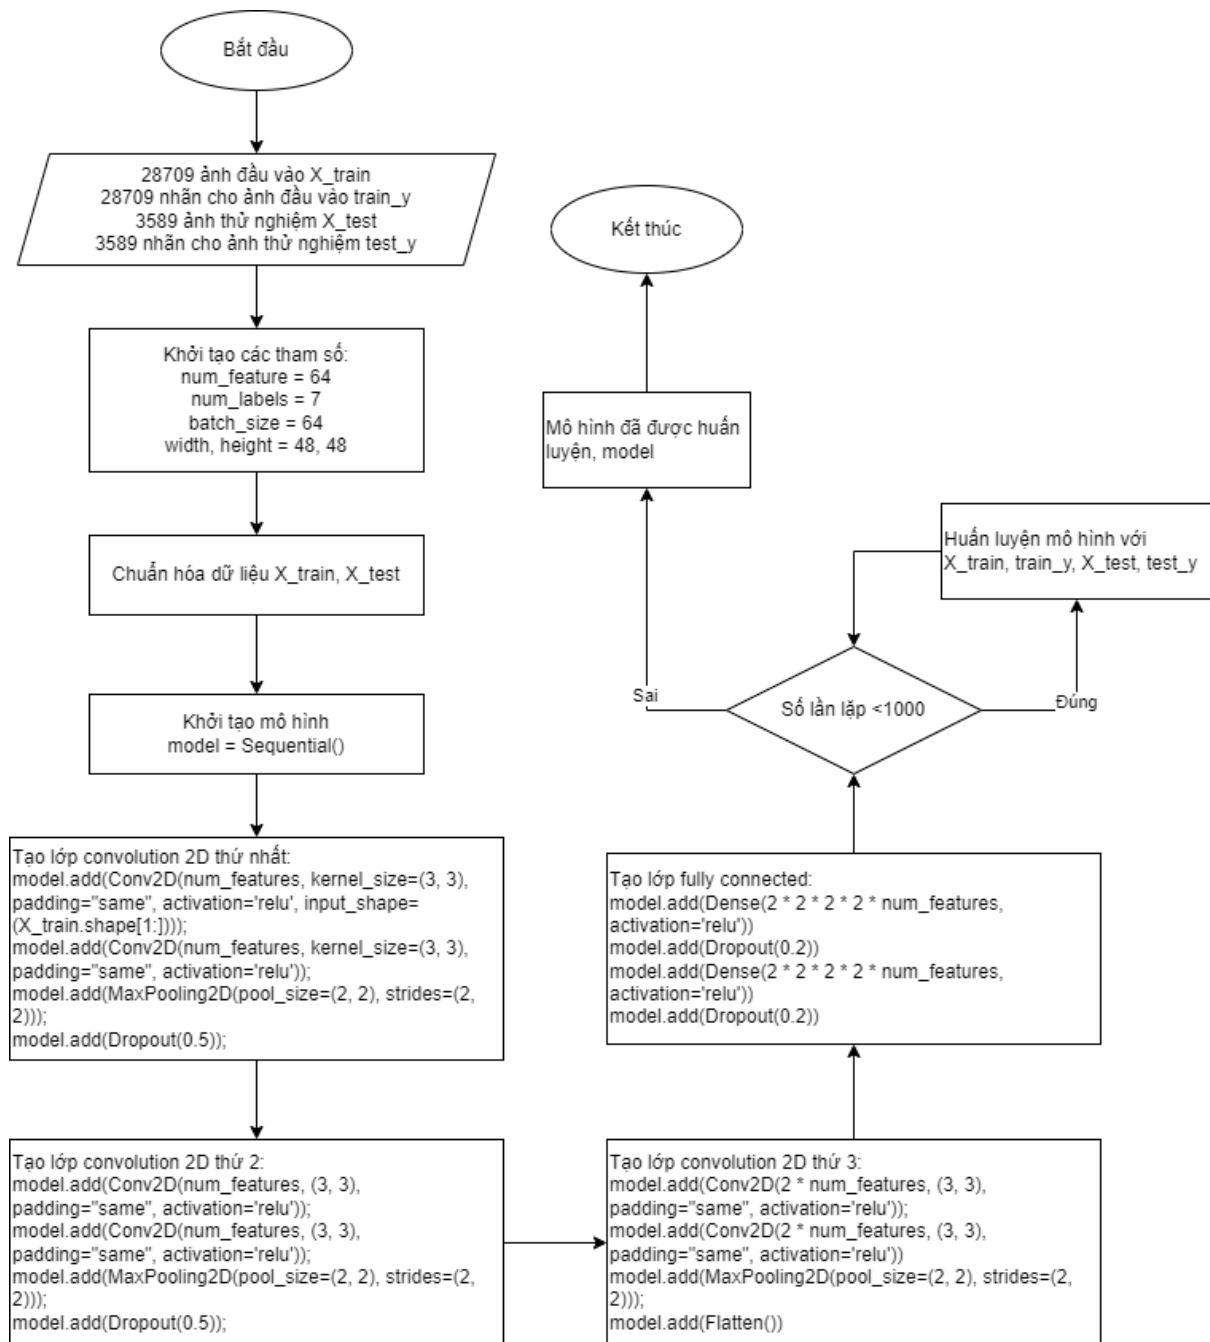 Bắt đầu
28709 ảnh đầu vào X_train
28709 nhãn cho ảnh đầu vào train_y
3589 ảnh thử nghiệm X_test
3589 nhãn cho ảnh thử nghiệm test_y
Khởi tạo các tham số:
num_feature = 64
num_labels = 7
batch_size = 64
width, height = 48, 48
Chuẩn hóa dữ liệu X_train, X_test
Khởi tạo mô hình
model = Sequential()
Tạo lớp convolution 2D thứ nhất:
model.add(Conv2D(num_features, kernel_size=(3, 3),
padding="same", activation='relu', input_shape=
(X_train.shape[1:])));
model.add(Conv2D(num_features, kernel_size=(3, 3),
padding="same", activation='relu'));
model.add(MaxPooling2D(pool_size=(2, 2), strides=(2,
2)));
model.add(Dropout(0.5));
Tạo lớp convolution 2D thứ 2:
model.add(Conv2D(num_features, (3, 3),
padding="same", activation='relu'));
model.add(Conv2D(num_features, (3, 3),
padding="same", activation='relu'));
model.add(MaxPooling2D(pool_size=(2, 2), strides=(2,
2)));
model.add(Dropout(0.5));
Tạo lớp convolution 2D thứ 3:
model.add(Conv2D(2 * num_features, (3, 3),
padding="same", activation='relu'));
model.add(Conv2D(2 * num_features, (3, 3),
padding="same", activation='relu'))
model.add(MaxPooling2D(pool_size=(2, 2), strides=(2,
2)));
model.add(Flatten())
Tạo lớp fully connected:
model.add(Dense(2 * 2 * 2 * 2 * num_features,
activation='relu'))
model.add(Dropout(0.2))
model.add(Dense(2 * 2 * 2 * 2 * num_features,
activation='relu'))
model.add(Dropout(0.2))
Số lần lặp <1000
Đúng
Huấn luyện mô hình với
X_train, train_y, X_test, test_y
Sai
Mô hình đã được huấn
luyện, model
Kết thúc